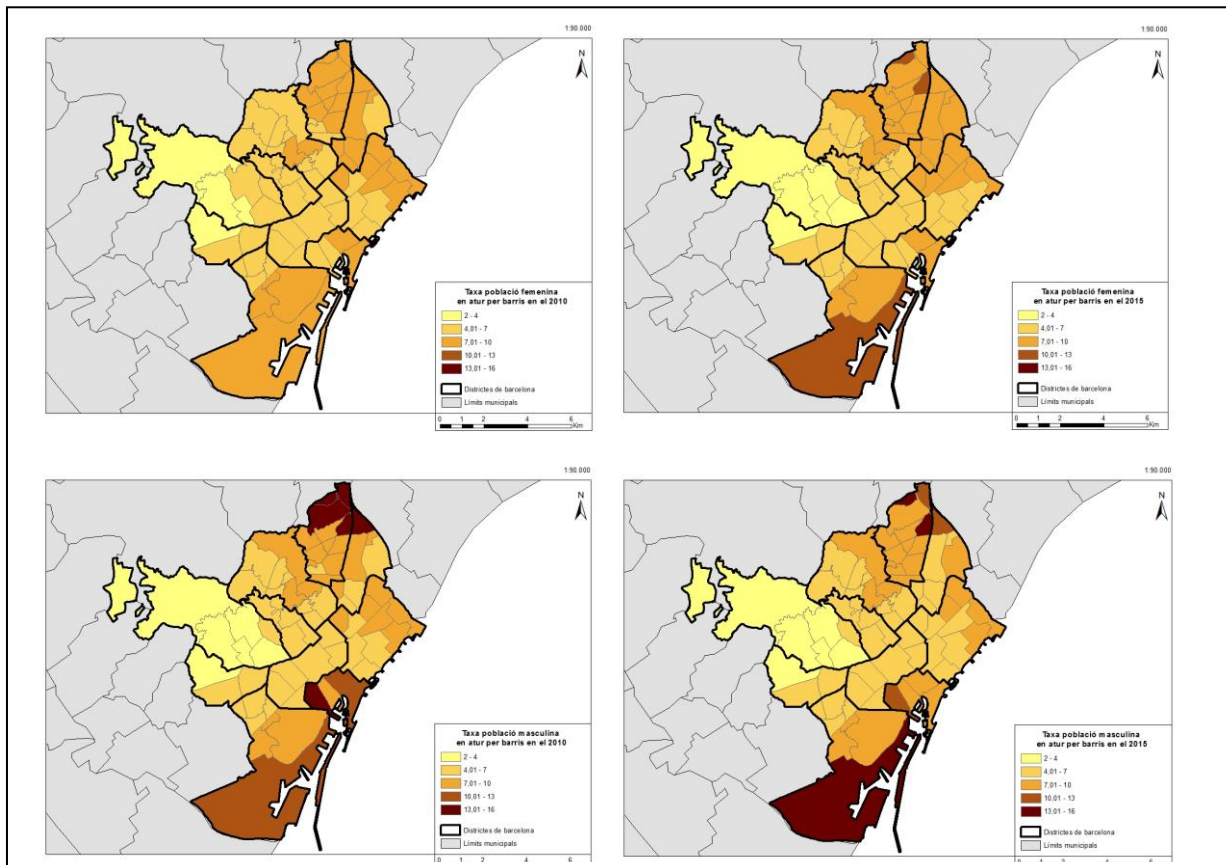 1:90.000
N
Taxa població femenina
en atur per barris en el 2010
2 - 4
4,01 - 7
7,01 - 10
10,01 - 13
13,01 - 16
Districtes de barcelona
Límits municipals
0 1 2 4 6
Km
1:90.000
N
Taxa població femenina
en atur per barris en el 2015
2 - 4
4,01 - 7
7,01 - 10
10,01 - 13
13,01 - 16
Districtes de barcelona
Límits municipals
0 1 2 4 6
Km
1:90.000
N
Taxa població masculina
en atur per barris en el 2010
2 - 4
4,01 - 7
7,01 - 10
10,01 - 13
13,01 - 16
Districtes de barcelona
Límits municipals
0 1 2 4 6
1:90.000
N
Taxa població masculina
en atur per barris en el 2015
2 - 4
4,01 - 7
7,01 - 10
10,01 - 13
13,01 - 16
Districtes de barcelona
Límits municipals
0 1 2 4 6